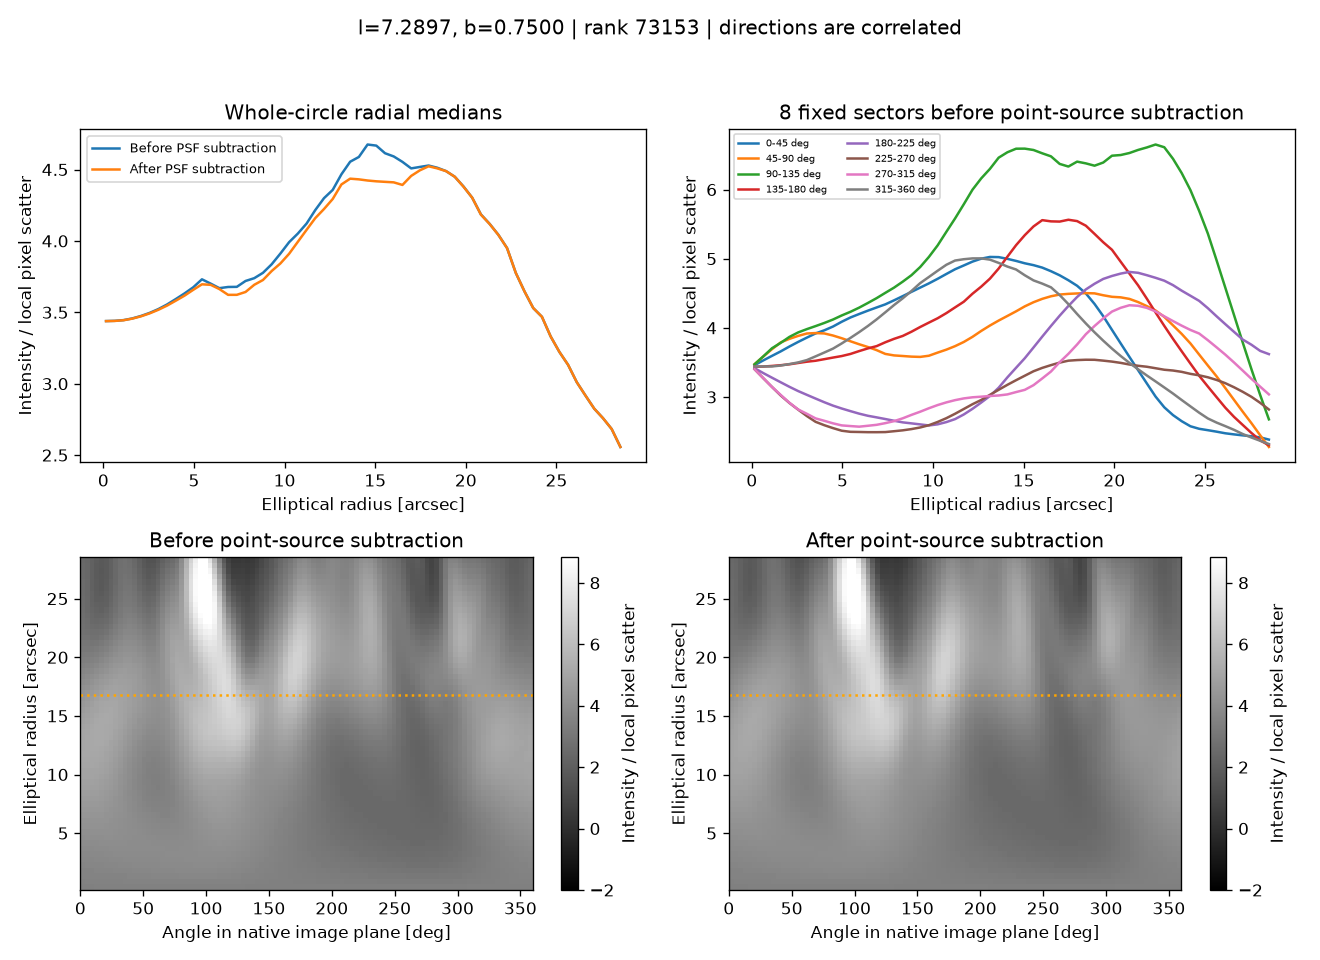 l=7.2897, b=0.7500 | rank 73153 | directions are correlated
Whole-circle radial medians
Before PSF subtraction
After PSF subtraction
Intensity / local pixel scatter
4.5
4.0
3.5
3.0
2.5
0 5 10 15 20 25
Elliptical radius [arcsec]
8 fixed sectors before point-source subtraction
0-45 deg
45-90 deg
90-135 deg
135-180 deg
180-225 deg
225-270 deg
270-315 deg
315-360 deg
Intensity / local pixel scatter
6
5
4
3
0 5 10 15 20 25
Elliptical radius [arcsec]
Before point-source subtraction
Elliptical radius [arcsec]
25
20
15
10
5
0 50 100 150 200 250 300 350
Angle in native image plane [deg]
8
6
4
2
0
−2
Intensity / local pixel scatter
After point-source subtraction
Elliptical radius [arcsec]
25
20
15
10
5
0 50 100 150 200 250 300 350
Angle in native image plane [deg]
8
6
4
2
0
−2
Intensity / local pixel scatter